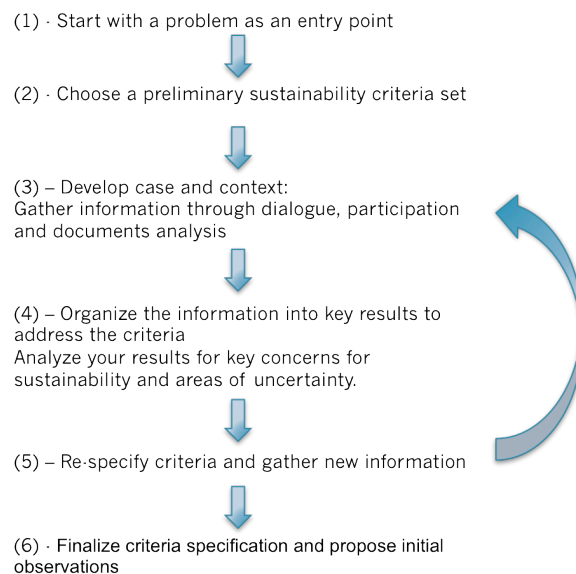 (1) · Start with a problem as an entry point
(2) · Choose a preliminary sustainability criteria set
(3) – Develop case and context:
Gather information through dialogue, participation
and documents analysis
(4) – Organize the information into key results to
address the criteria
Analyze your results for key concerns for
sustainability and areas of uncertainty.
(5) – Re-specify criteria and gather new information
(6) · Finalize criteria specification and propose initial
observations